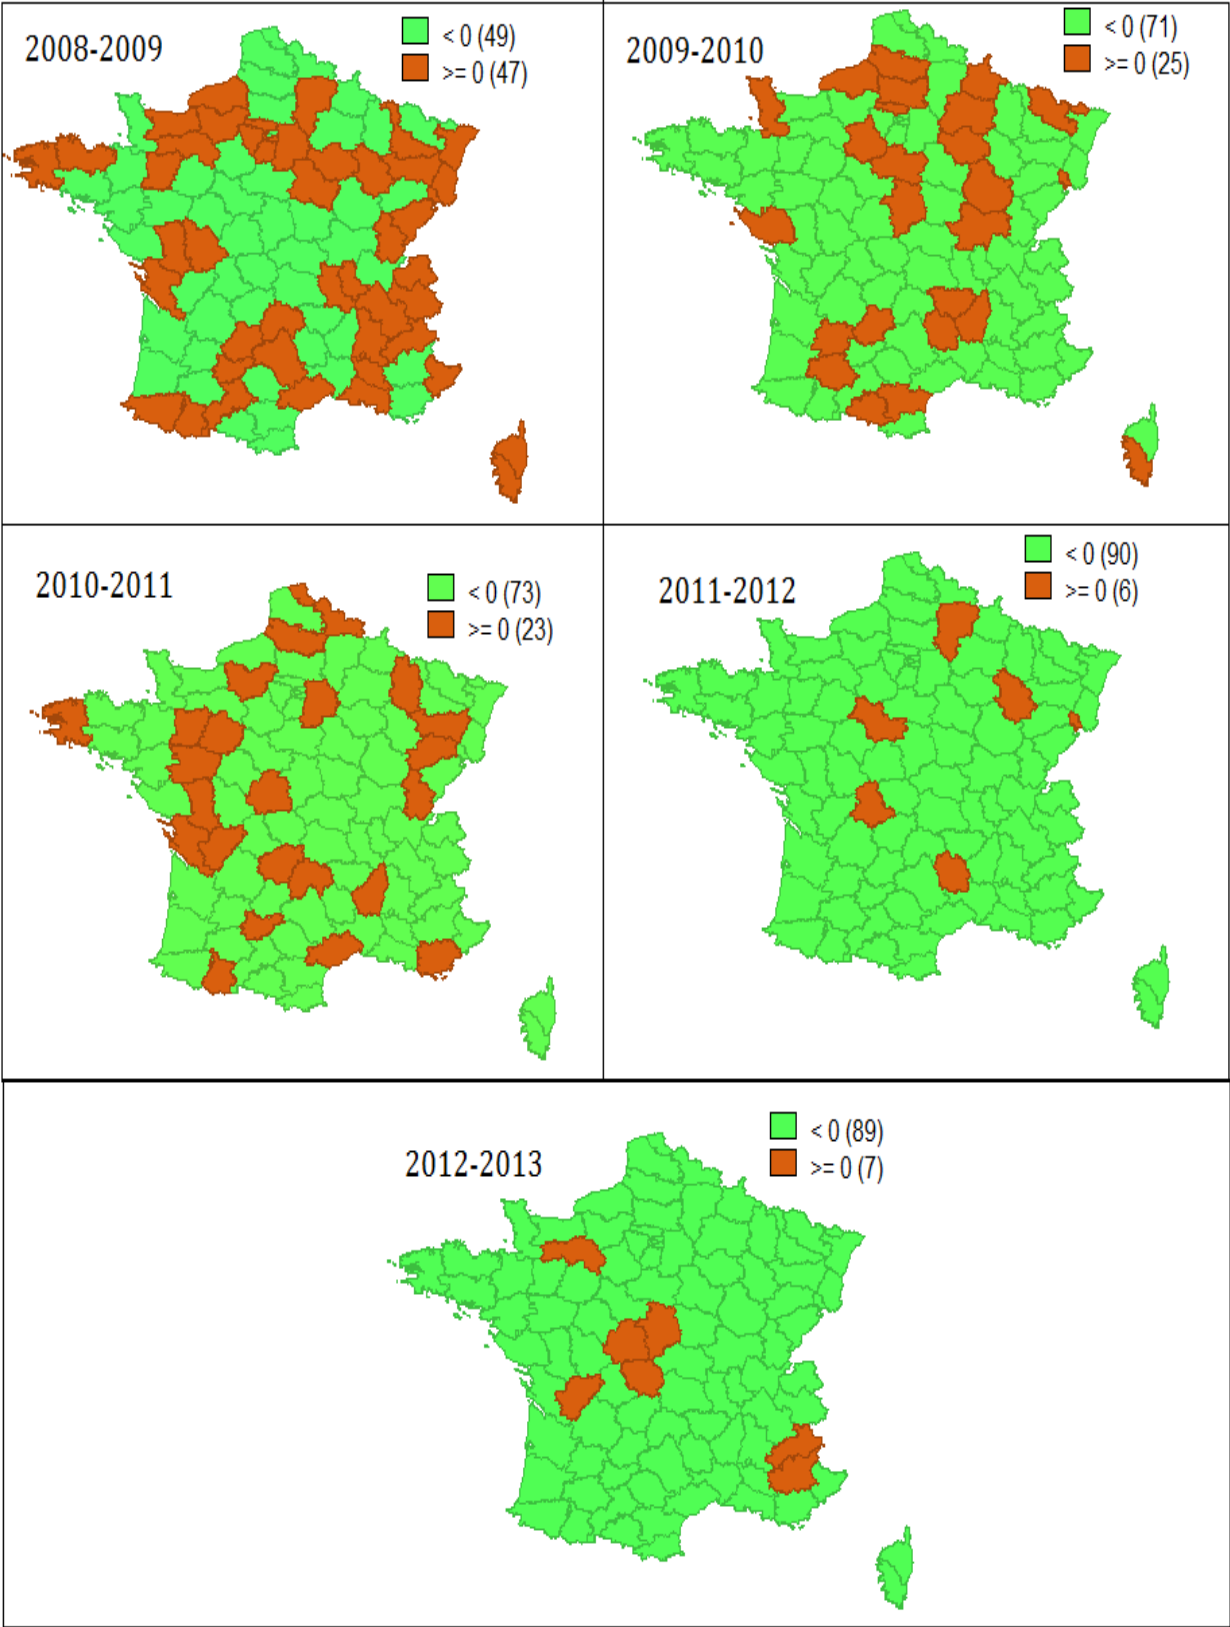 2008-2009
< 0 (49)
>= 0 (47)
2009-2010
< 0 (71)
>= 0 (25)
2010-2011
< 0 (73)
>= 0 (23)
2011-2012
< 0 (90)
>= 0 (6)
2012-2013
< 0 (89)
>= 0 (7)